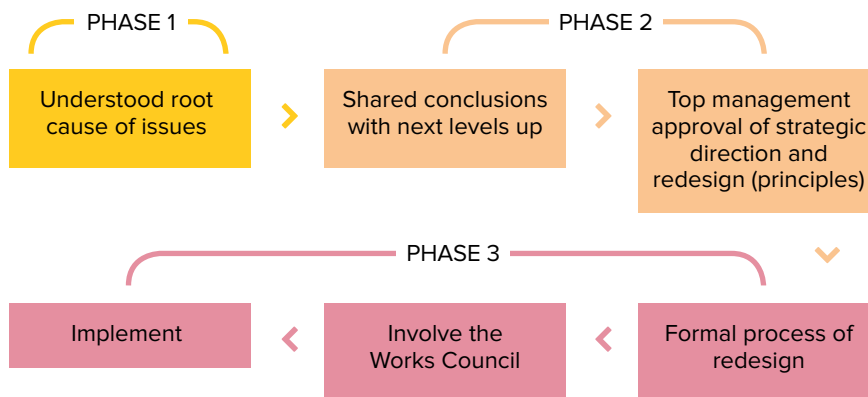 PHASE 1
PHASE 2
Understood root
cause of issues
Shared conclusions
with next levels up
Top management
approval of strategic
direction and
redesign (principles)
PHASE 3
Implement
Involve the
Works Council
Formal process of
redesign